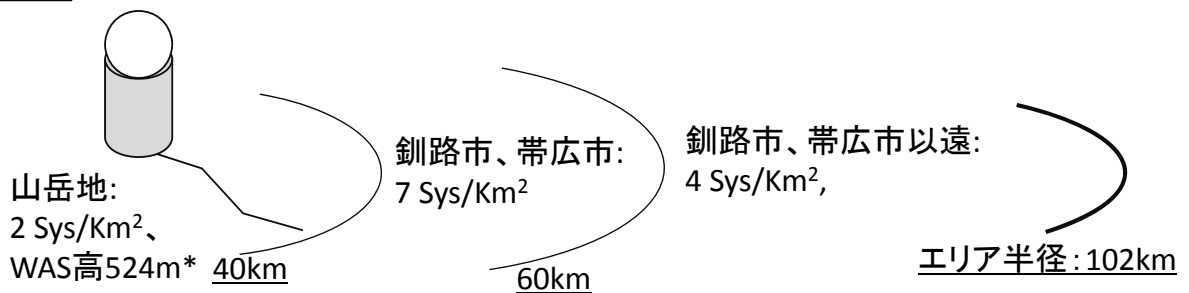 山岳地:
2 Sys/Km²、
WAS高524m*
40km
釧路市、帯広市:
7 Sys/Km²
60km
釧路市、帯広市以遠:
4 Sys/Km²,
エリア半径:102km